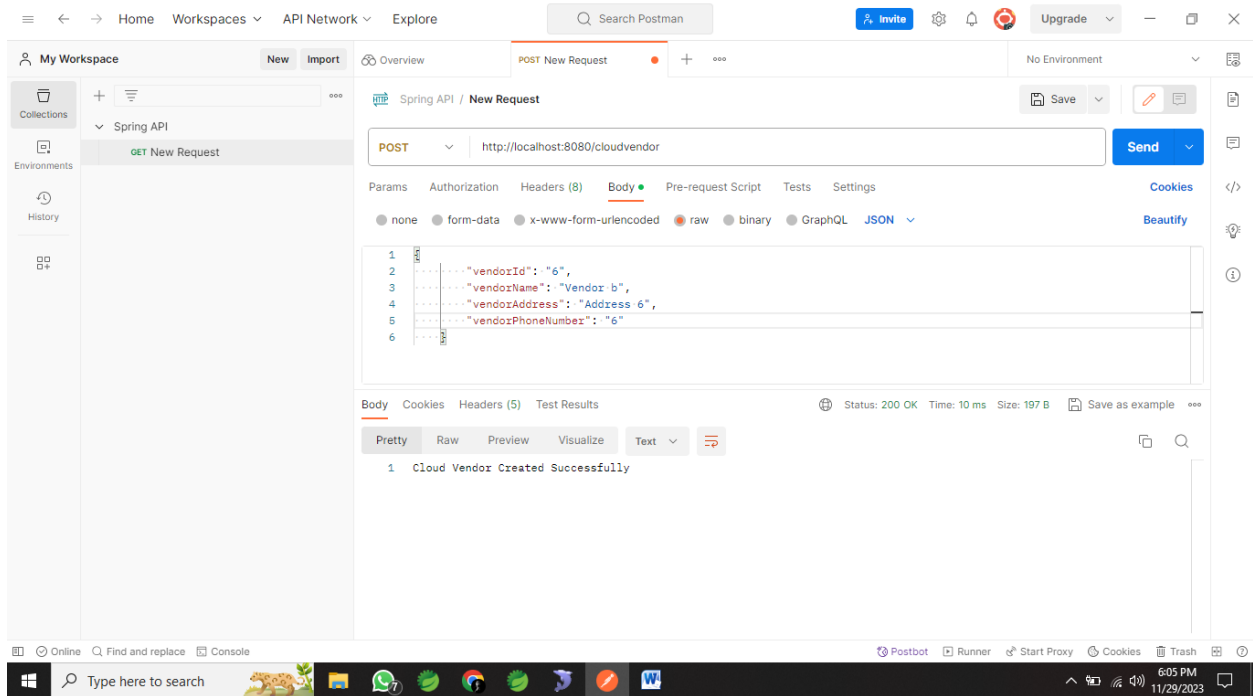 Home Workspaces API Network Explore Search Postman Invite Upgrade
My Workspace New Import Overview POST New Request No Environment
Collections
Spring API
GET New Request
Environments
History
HTTP Spring API / New Request Save
POST http://localhost:8080/cloudvendor Send
Params Authorization Headers (8) Body Pre-request Script Tests Settings Cookies
none form-data x-www-form-urlencoded raw binary GraphQL JSON Beautify
1 {
2 "vendorId": "6",
3 "vendorName": "Vendor b",
4 "vendorAddress": "Address 6",
5 "vendorPhoneNumber": "6"
6 }
Body Cookies Headers (5) Test Results Status: 200 OK Time: 10 ms Size: 197 B Save as example
Pretty Raw Preview Visualize Text
1 Cloud Vendor Created Successfully
Online Find and replace Console Postbot Runner Start Proxy Cookies Trash
Type here to search 7 W 6:05 PM
11/29/2023